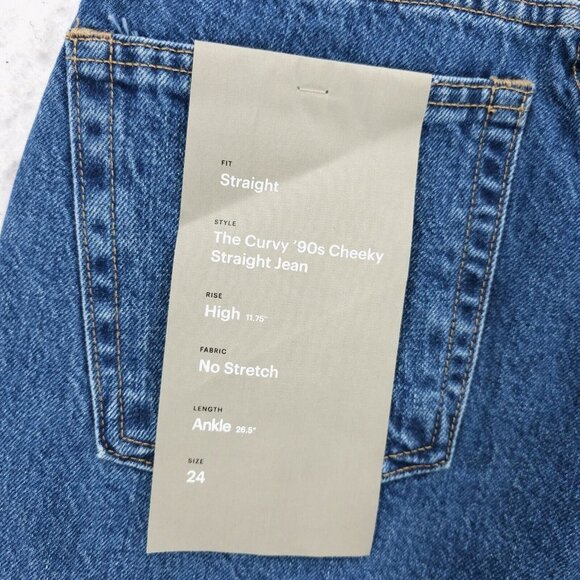 FIT
Straight
STYLE
The Curvy '90s Cheeky
Straight Jean
RISE
High 11.75"
FABRIC
No Stretch
LENGTH
Ankle 26.5"
SIZE
24